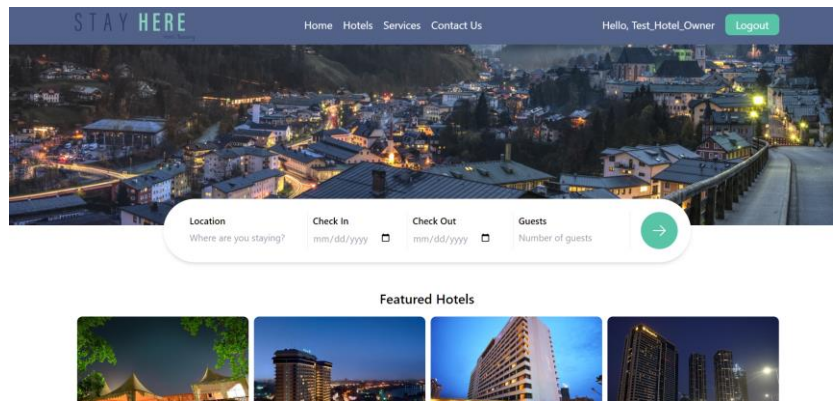 STAY HERE
Home Hotels Services Contact Us
Hello, Test_Hotel_Owner
Logout
Location Check In Check Out Guests
Where are you staying? mm/dd/yyyy mm/dd/yyyy Number of guests
Featured Hotels